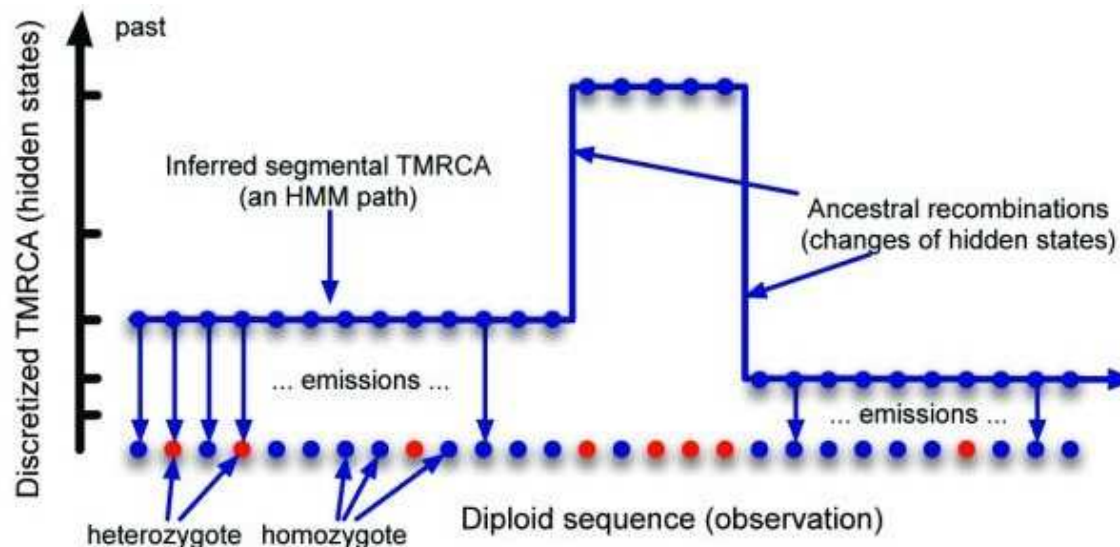 past
Discretized TMRCA (hidden states)
Inferred segmental TMRCA
(an HMM path)
Ancestral recombinations
(changes of hidden states)
... emissions ...
... emissions ...
heterozygote
homozygote
Diploid sequence (observation)